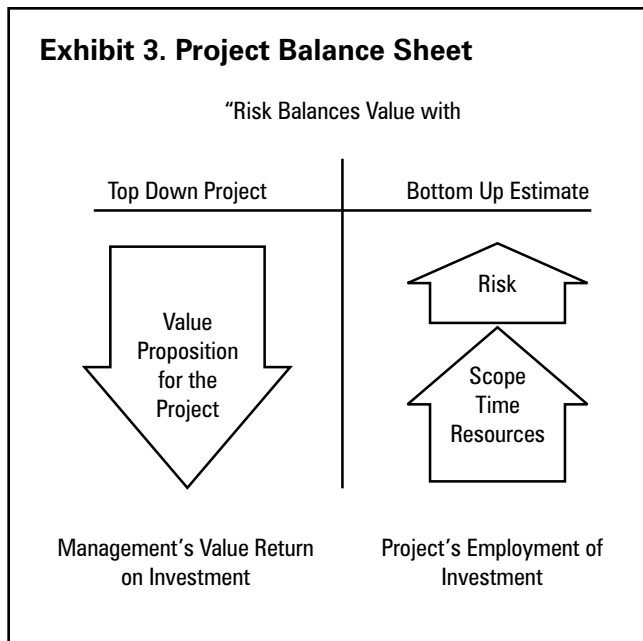 Exhibit 3. Project Balance Sheet
“Risk Balances Value with
Top Down Project
Bottom Up Estimate
Value
Proposition
for the
Project
Risk
Scope
Time
Resources
Management’s Value Return
on Investment
Project’s Employment of
Investment